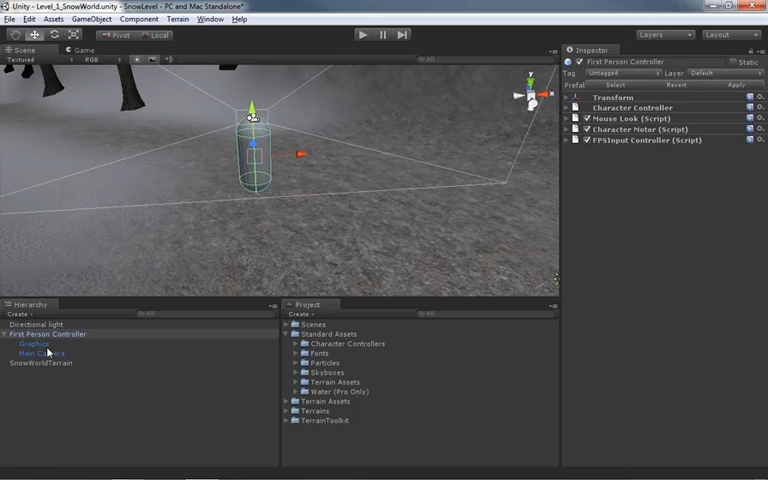 Unity - Level_1_SnowWorld.unity - SnowLevel - PC and Mac Standalone*
File Edit Assets GameObject Component Terrain Window Help
Pivot Local Layers Layout
Scene Game
Textured RGB All
y
x
Inspector
First Person Controller Static
Tag Untagged Layer Default
Prefab Select Revert Apply
Transform
Character Controller
Mouse Look (Script)
Character Motor (Script)
FPSInput Controller (Script)
Hierarchy
Create All
Directional light
First Person Controller
Graphics
Main Camera
SnowWorldTerrain
Project
Create All
Scenes
Standard Assets
Character Controllers
Fonts
Particles
Skyboxes
Terrain Assets
Water (Pro Only)
Terrain Assets
Terrains
TerrainToolkit